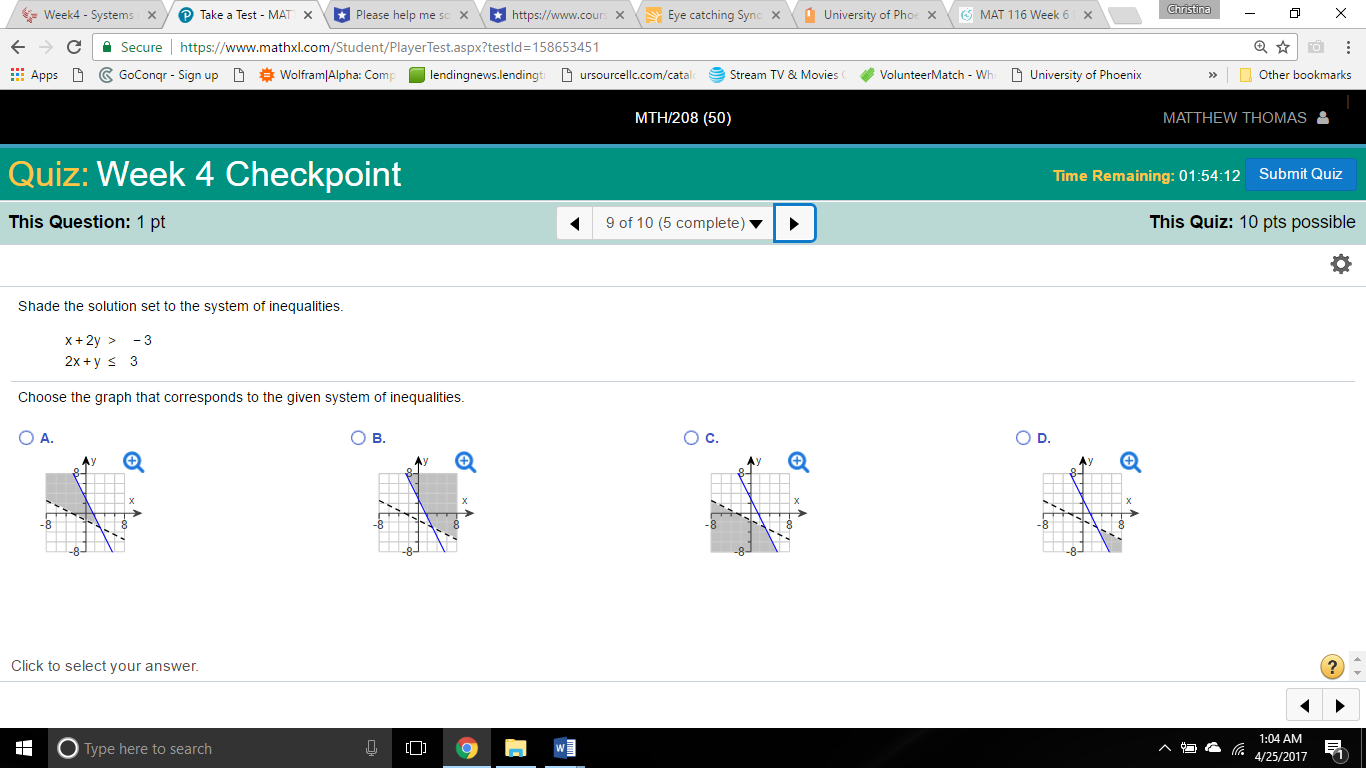 Christina
Week4 - Systems
Take a Test - MAT
Please help me so
https://www.cours
Eye catching Sync
University of Phoe
MAT 116 Week 6
Secure https://www.mathxl.com/Student/PlayerTest.aspx?testId=158653451
Apps GoConqr - Sign up Wolfram|Alpha: Comp lendingnews.lendingt ursourcellc.com/catal Stream TV & Movies VolunteerMatch - Wh University of Phoenix » Other bookmarks
MTH/208 (50) MATTHEW THOMAS
Quiz: Week 4 Checkpoint Time Remaining: 01:54:12 Submit Quiz
This Question: 1 pt 9 of 10 (5 complete) This Quiz: 10 pts possible
Shade the solution set to the system of inequalities.
x + 2y > - 3
2x + y ≤ 3
Choose the graph that corresponds to the given system of inequalities.
A. B. C. D.
y y y y
8 8 8 8
x x x x
-8 8 -8 8 -8 8 -8 8
-8 -8 -8 -8
Click to select your answer.
?
Type here to search
W
1:04 AM
4/25/2017
1